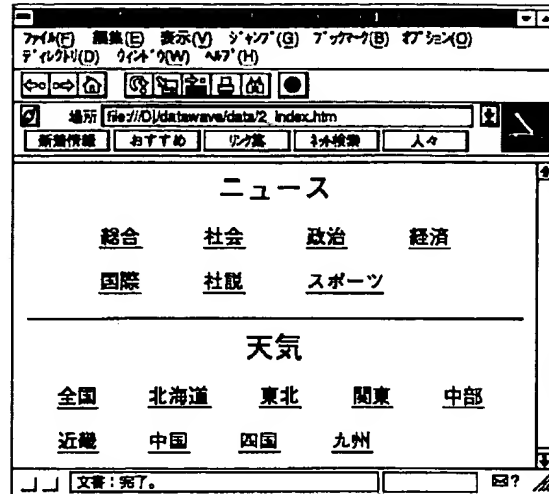 ファイル(F) 編集(E) 表示(V) ジャンプ(G) ブックマーク(B) オプション(O)
ディレクトリ(D) ウィンドウ(W) ヘルプ(H)
場所 file:///D|/datawave/data/2_index.htm
新着情報 おすすめ リンク集 ネット検索 人々
ニュース
総合 社会 政治 経済
国際 社説 スポーツ
天気
全国 北海道 東北 関東 中部
近畿 中国 四国 九州
文書：完了。 ?